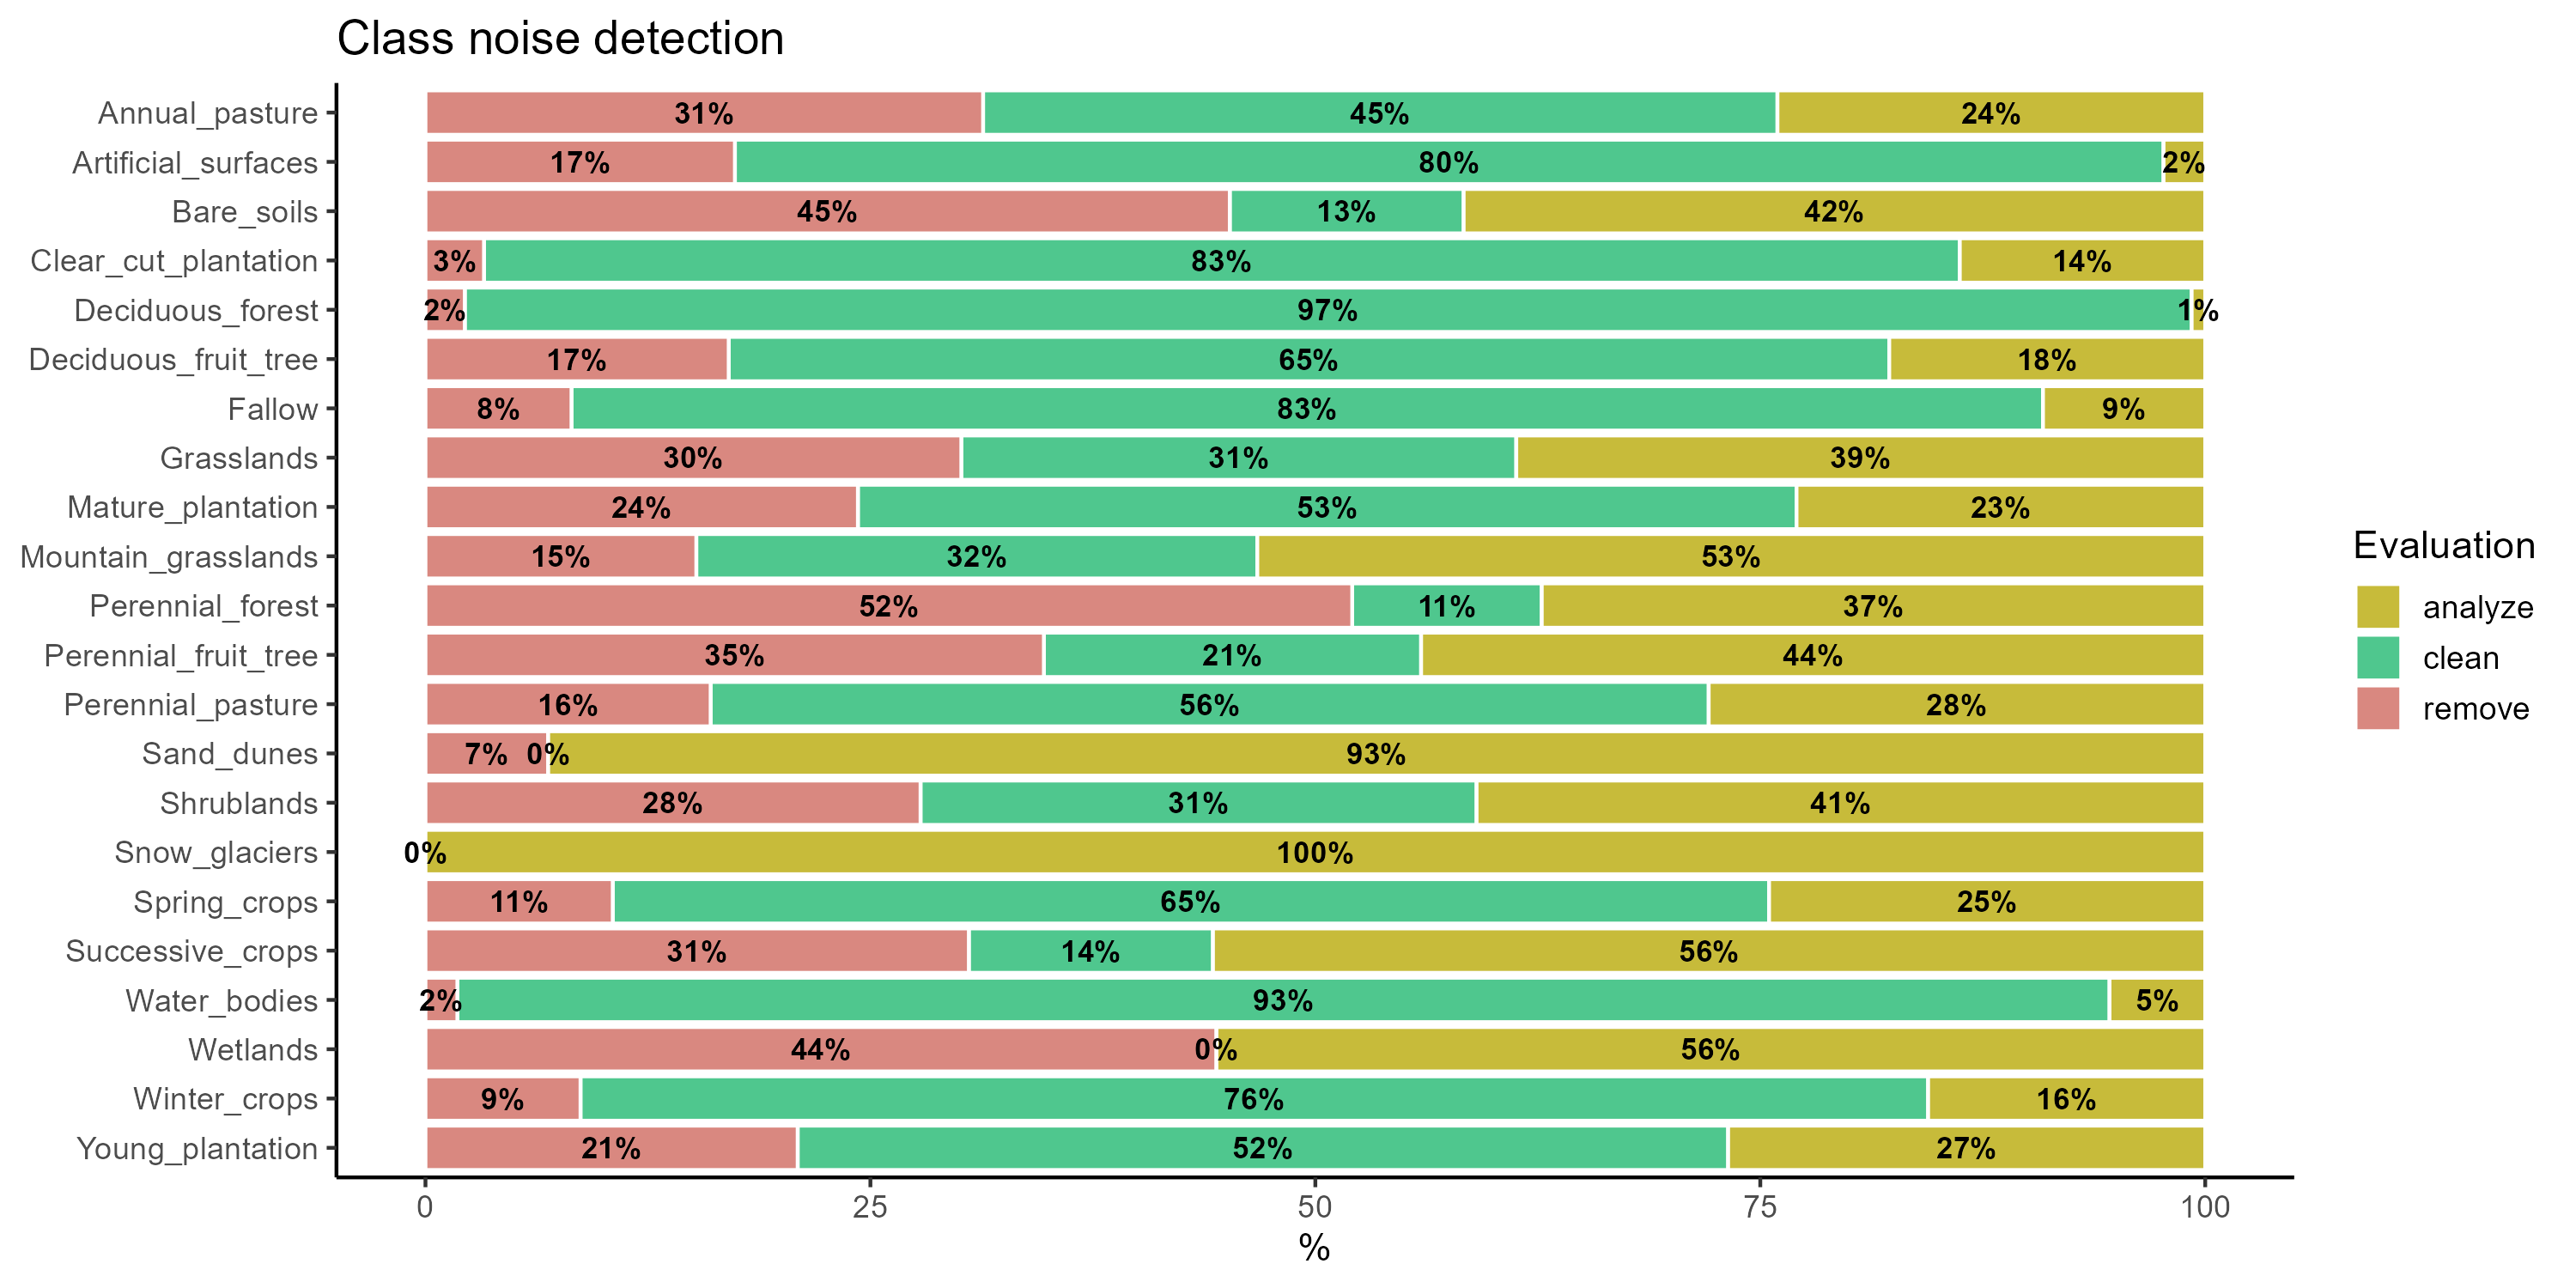 Class noise detection
Annual_pasture 31% 45% 24%
Artificial_surfaces 17% 80% 2%
Bare_soils 45% 13% 42%
Clear_cut_plantation 3% 83% 14%
Deciduous_forest 2% 97% 1%
Deciduous_fruit_tree 17% 65% 18%
Fallow 8% 83% 9%
Grasslands 30% 31% 39%
Mature_plantation 24% 53% 23%
Mountain_grasslands 15% 32% 53%
Perennial_forest 52% 11% 37%
Perennial_fruit_tree 35% 21% 44%
Perennial_pasture 16% 56% 28%
Sand_dunes 7% 0% 93%
Shrublands 28% 31% 41%
Snow_glaciers 0% 100%
Spring_crops 11% 65% 25%
Successive_crops 31% 14% 56%
Water_bodies 2% 93% 5%
Wetlands 44% 0% 56%
Winter_crops 9% 76% 16%
Young_plantation 21% 52% 27%
0 25 50 75 100
%
Evaluation
analyze
clean
remove